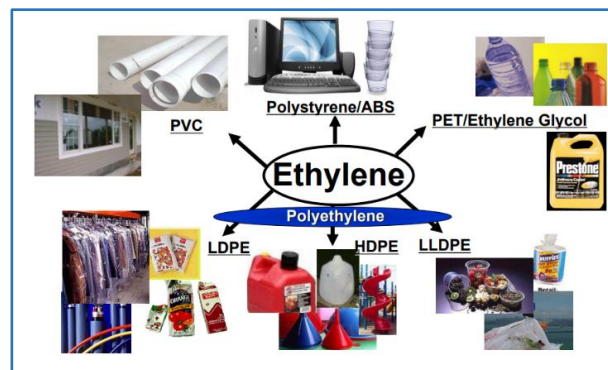 Polystyrene/ABS
PVC
PET/Ethylene Glycol
Ethylene
Prestone
Polyethylene
LDPE
HDPE
LLDPE